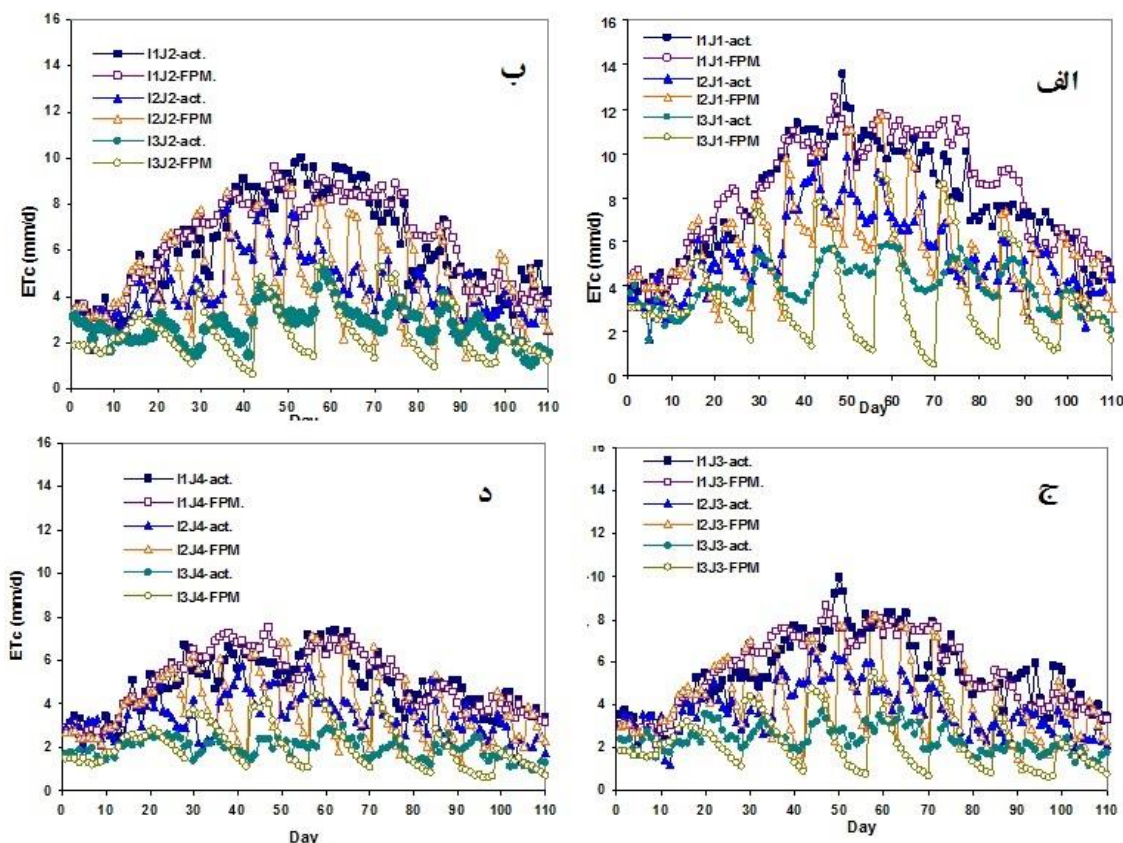 16
14
12
10
8
6
4
2
0
ETc (mm/d)
I1J2-act.
I1J2-FPM.
I2J2-act.
I2J2-FPM
I3J2-act.
I3J2-FPM
ب
0 10 20 30 40 50 60 70 80 90 100 110
Day
16
14
12
10
8
6
4
2
0
ETc (mm/d)
I1J1-act.
I1J1-FPM.
I2J1-act.
I2J1-FPM
I3J1-act.
I3J1-FPM
الف
0 10 20 30 40 50 60 70 80 90 100 110
Day
16
14
12
10
8
6
4
2
0
ETc (mm/d)
I1J4-act.
I1J4-FPM.
I2J4-act.
I2J4-FPM
I3J4-act.
I3J4-FPM
د
0 10 20 30 40 50 60 70 80 90 100 110
Day
16
14
12
10
8
6
4
2
0
I1J3-act.
I1J3-FPM.
I2J3-act.
I2J3-FPM
I3J3-act.
I3J3-FPM
ج
0 10 20 30 40 50 60 70 80 90 100 110
Day